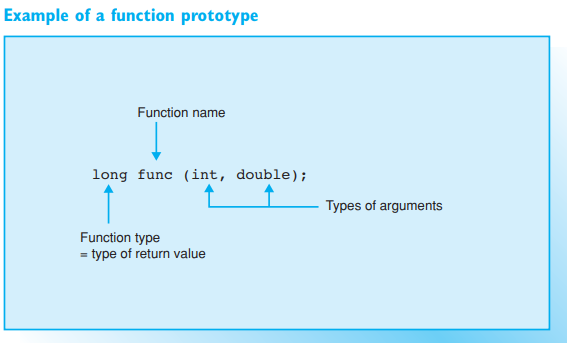 Example of a function prototype
Function name
long func (int, double);
Types of arguments
Function type
= type of return value